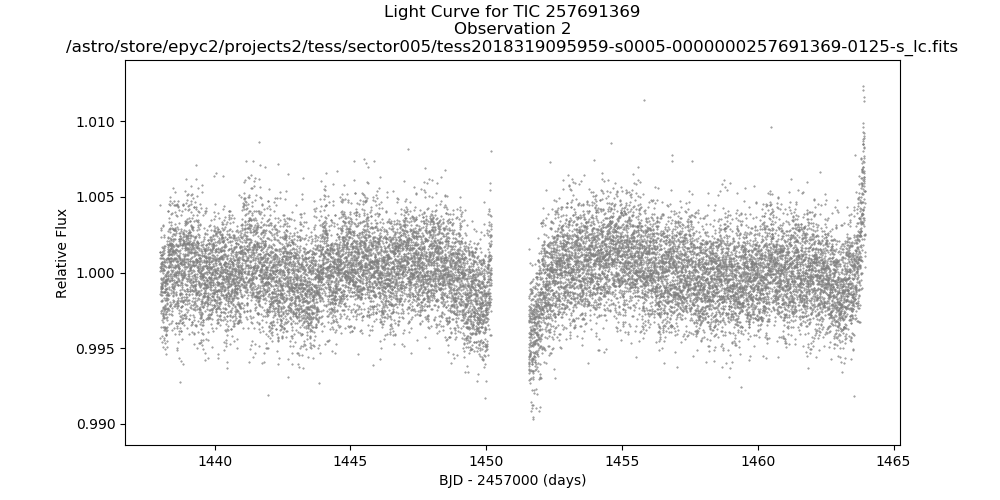 Light Curve for TIC 257691369
Observation 2
/astro/store/epyc2/projects2/tess/sector005/tess2018319095959-s0005-0000000257691369-0125-s_lc.fits
1.010
1.005
1.000
0.995
0.990
Relative Flux
1440 1445 1450 1455 1460 1465
BJD - 2457000 (days)